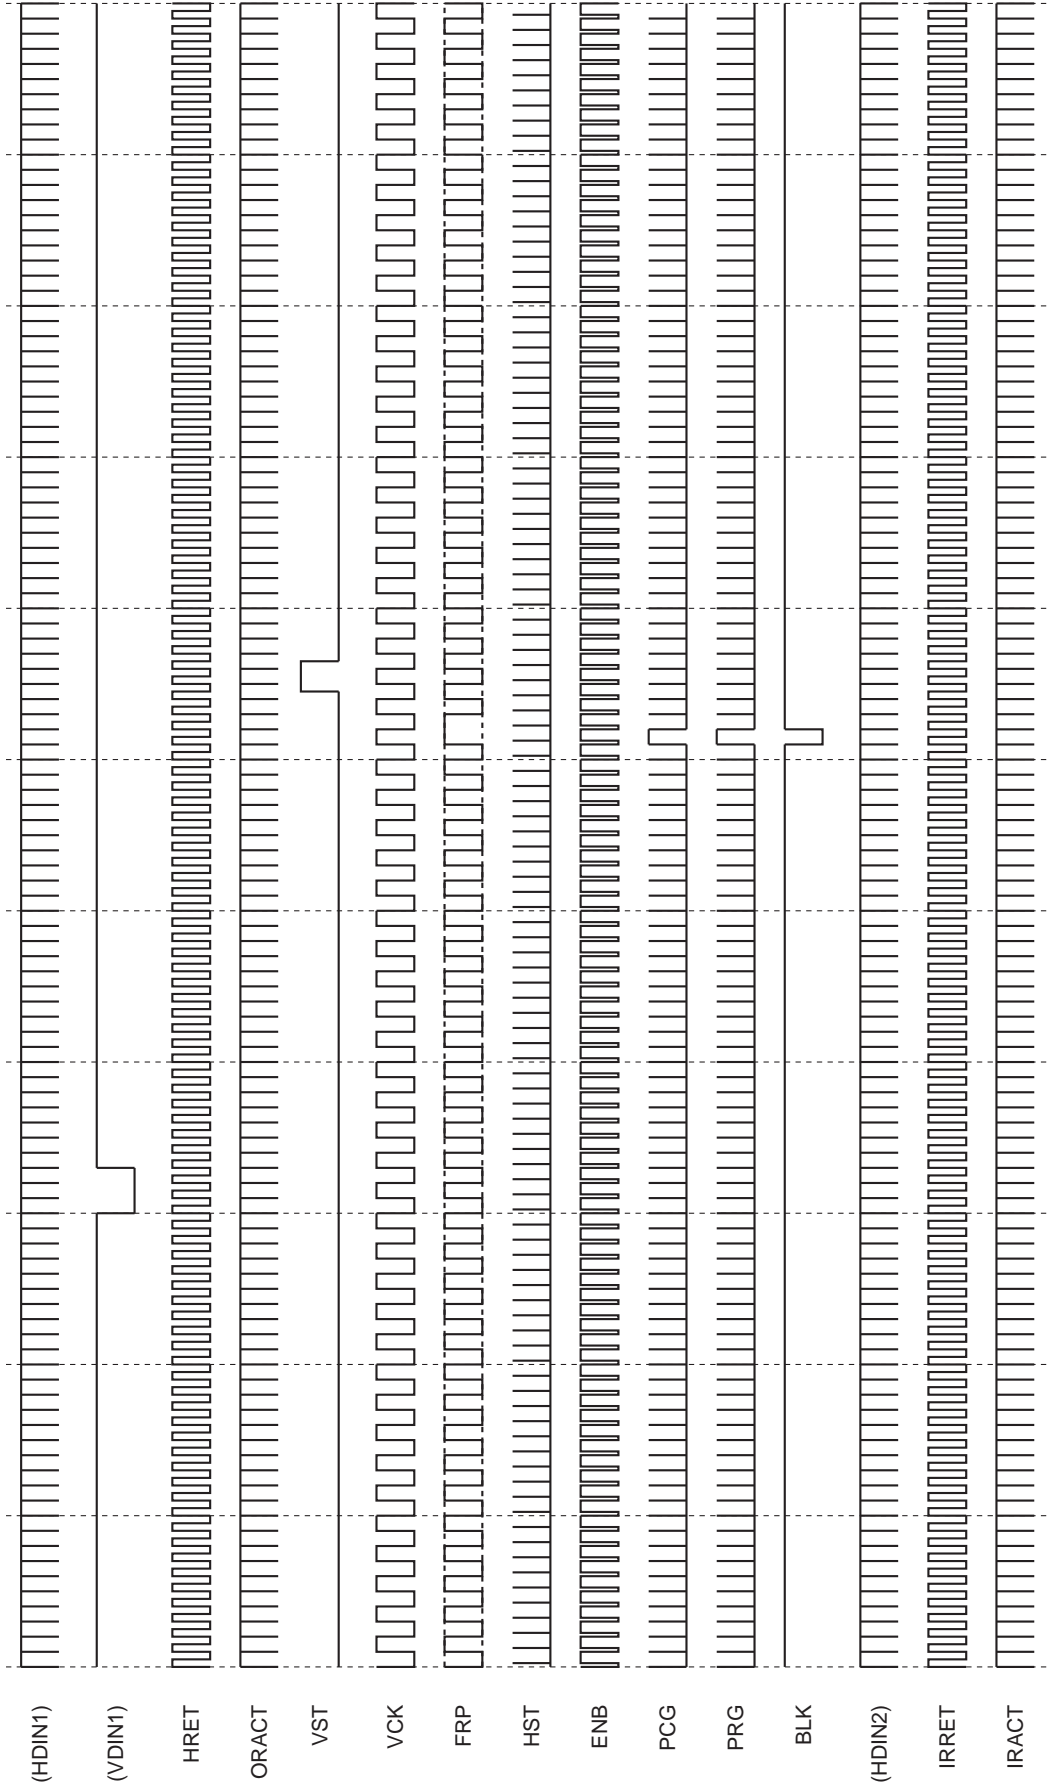 (HDIN1)
(VDIN1)
HRET
ORACT
VST
VCK
FRP
HST
ENB
PCG
PRG
BLK
(HDIN2)
IRRET
IRACT